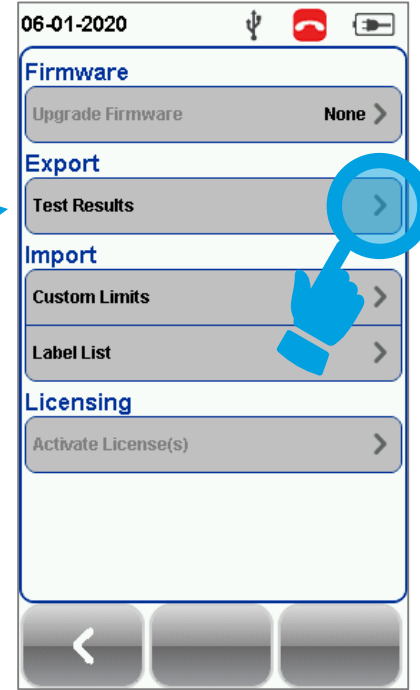 06-01-2020
Firmware
Upgrade Firmware None
Export
Test Results
Import
Custom Limits
Label List
Licensing
Activate License(s)